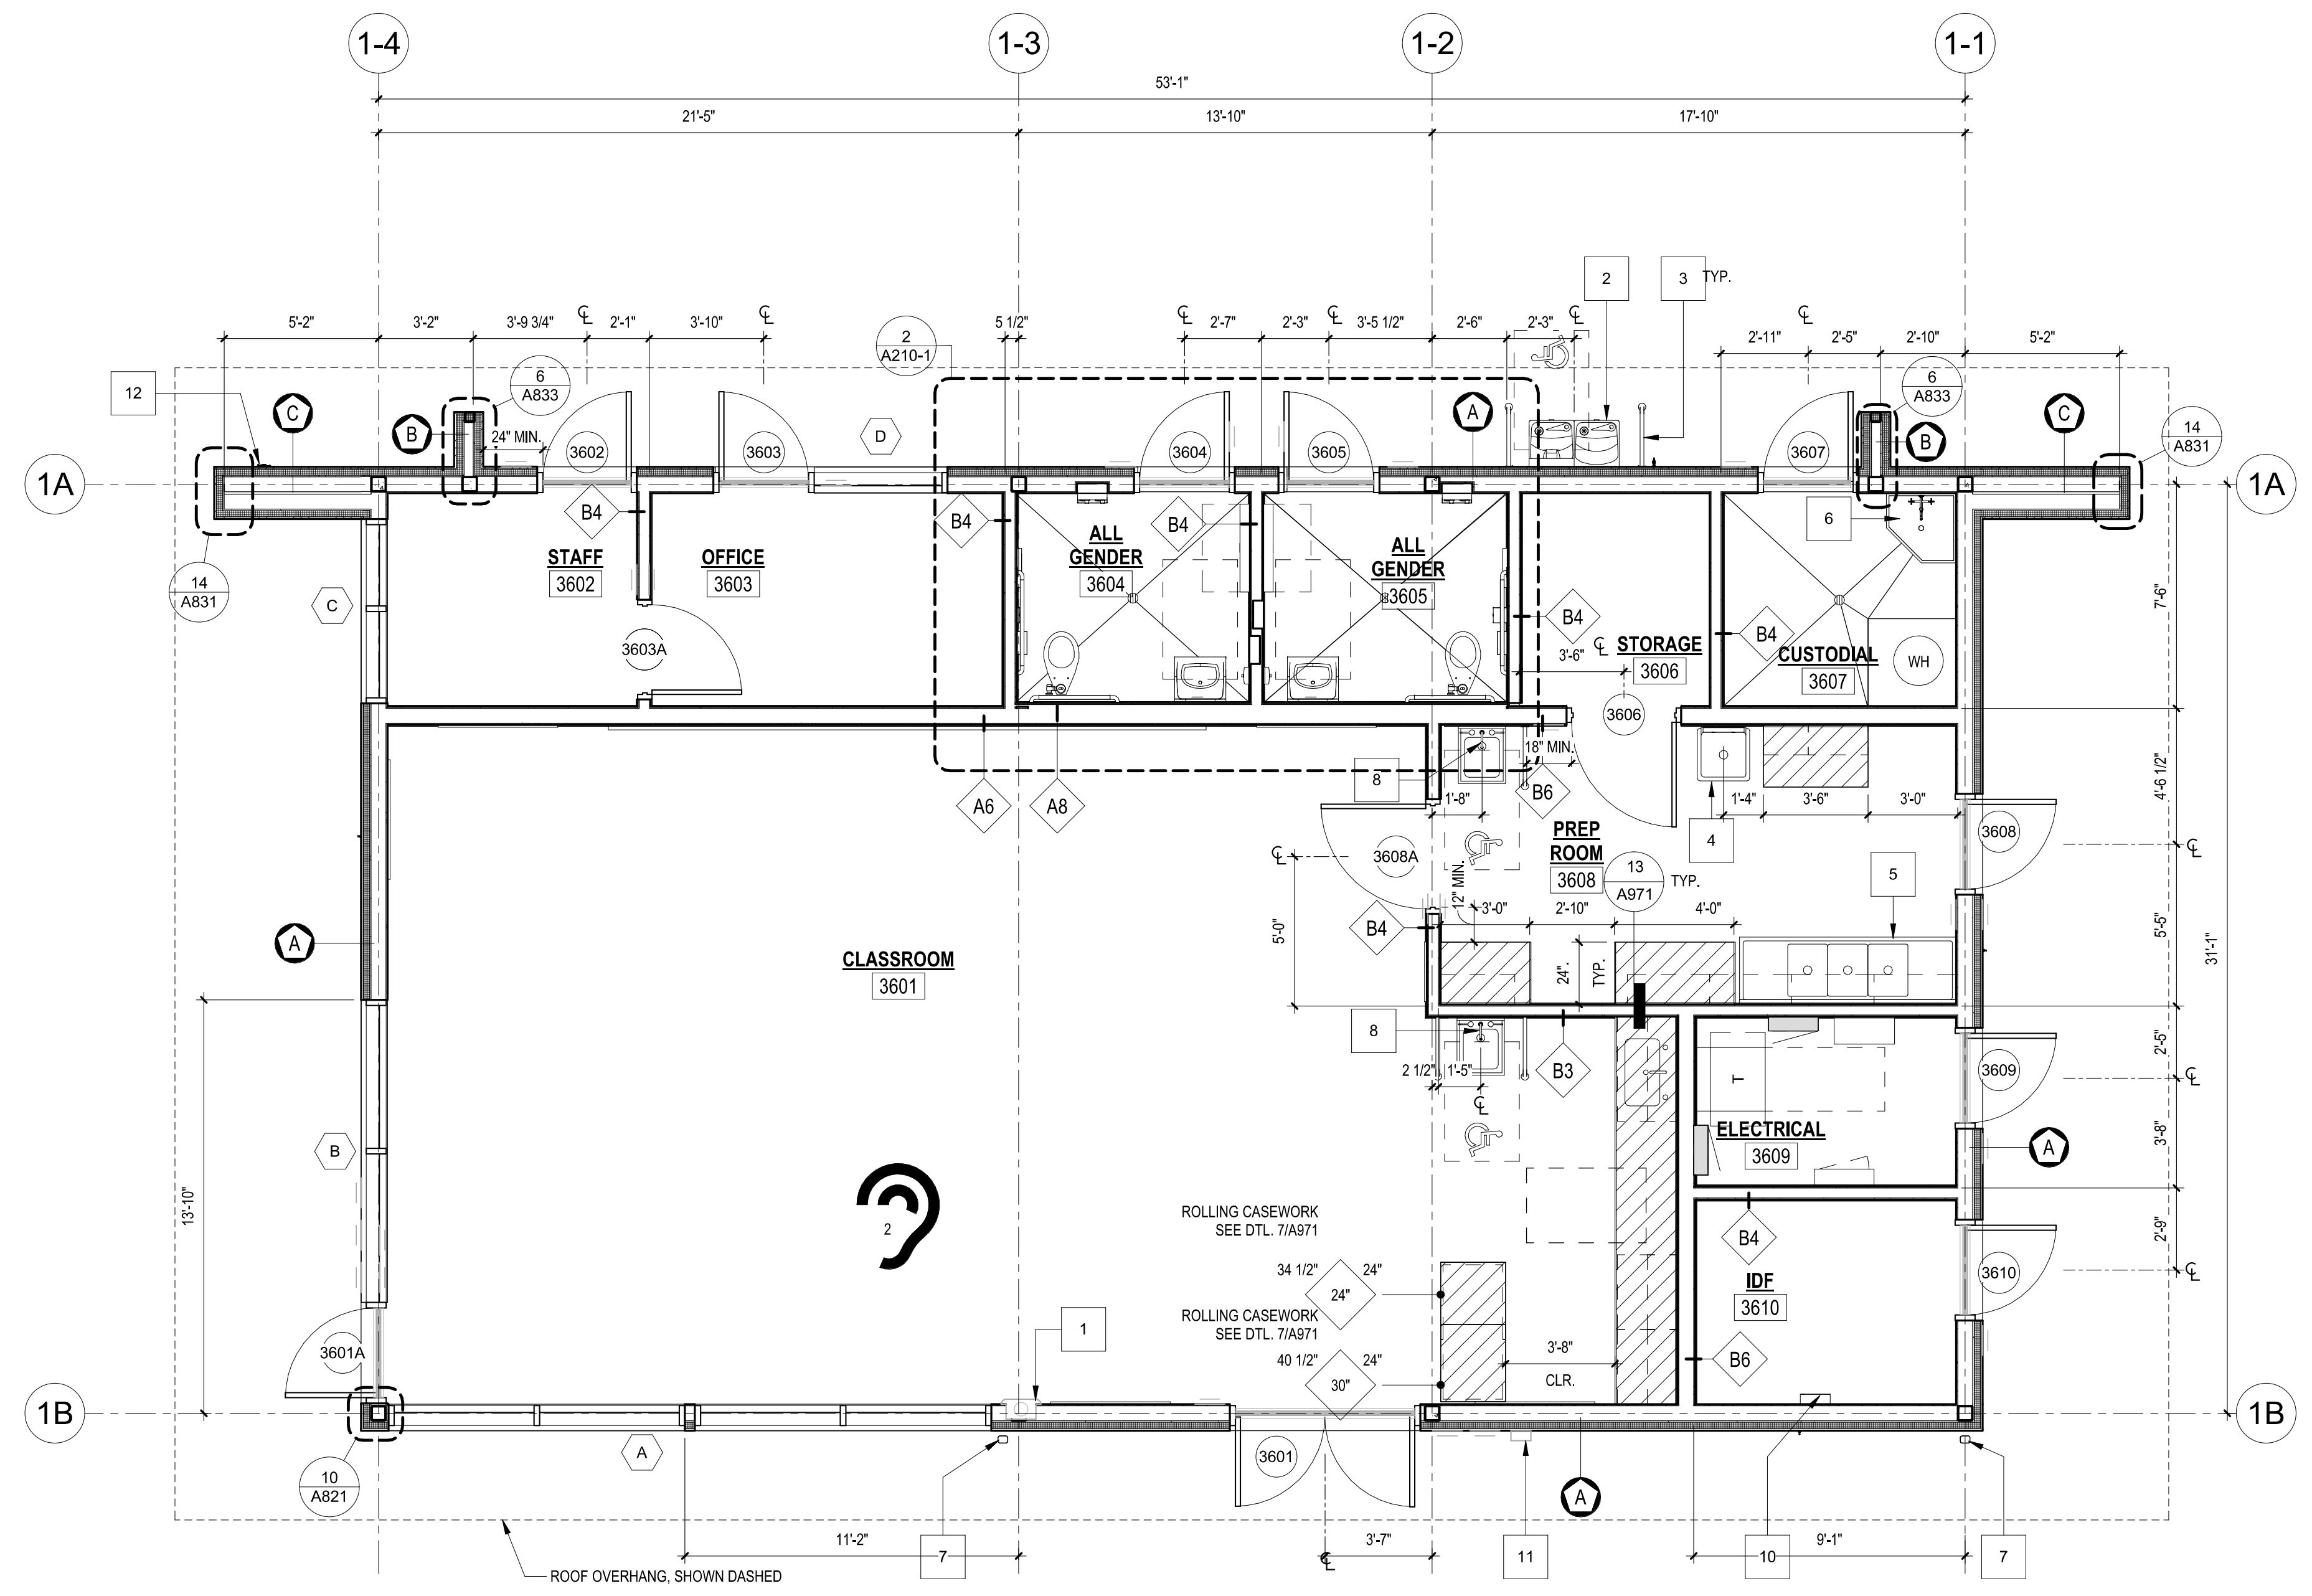 1-4
1-3
1-2
1-1
53'-1"
21'-5"
13'-10"
17'-10"
2
3
TYP.
5'-2"
3'-2"
3'-9 3/4"
2'-1"
3'-10"
5 1/2"
2'-7"
2'-3"
3'-5 1/2"
2'-6"
2'-3"
2'-11"
2'-5"
2'-10"
5'-2"
2
A210-1
12
6
A833
6
A833
C
B
24" MIN.
3602
3603
D
3604
3605
A
3607
B
C
14
A831
1A
1A
B4
B4
B4
6
STAFF
3602
OFFICE
3603
ALL
GENDER
3604
ALL
GENDER
3605
14
A831
C
B4
B4
7'-6"
3603A
3'-6"
STORAGE
3606
CUSTODIAL
3607
WH
3606
18" MIN.
8
A6
A8
B6
1'-8"
1'-4"
3'-6"
3'-0"
4'-6 1/2"
PREP
ROOM
3608
4
3608
3608A
13
A971
TYP.
5
12" MIN.
3'-0"
2'-10"
4'-0"
B4
5'-0"
5'-5"
31'-1"
A
CLASSROOM
3601
24".
TYP.
8
2 1/2"
1'-5"
B3
T
3609
2'-5"
ELECTRICAL
3609
A
3'-8"
B
13'-10"
2
ROLLING CASEWORK
SEE DTL. 7/A971
34 1/2"
24"
24"
B4
2'-9"
IDF
3610
3610
ROLLING CASEWORK
SEE DTL. 7/A971
40 1/2"
24"
30"
3'-8"
CLR.
B6
3601A
1
1B
1B
A
3601
10
A821
A
11'-2"
7
3'-7"
11
10
9'-1"
7
ROOF OVERHANG, SHOWN DASHED